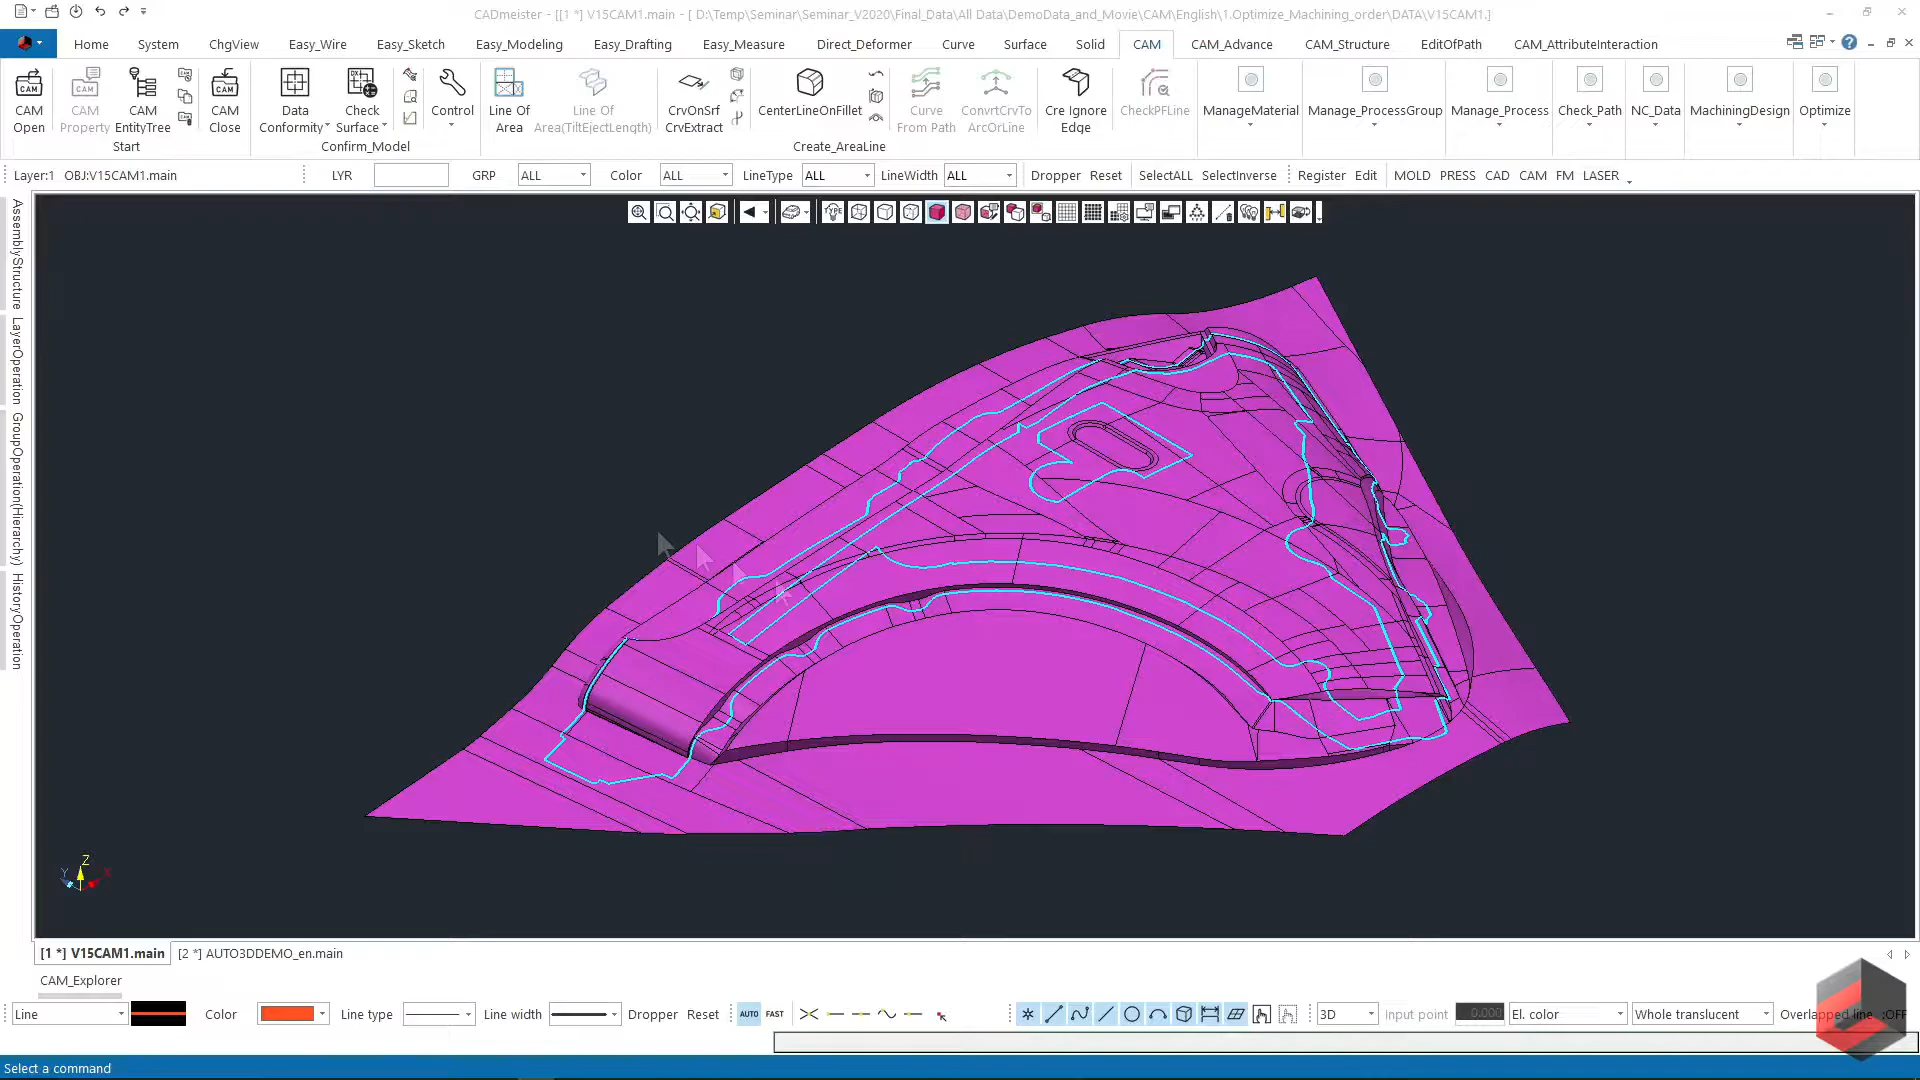 CADmeister - [[1 *] V15CAM1.main - [ D:\Temp\Seminar\Seminar_V2020\Final_Data\All Data\DemoData_and_Movie\CAM\English\1.Optimize_Machining_order\DATA\V15CAM1.]
Home System ChgView Easy_Wire Easy_Sketch Easy_Modeling Easy_Drafting Easy_Measure Direct_Deformer Curve Surface Solid CAM CAM_Advance CAM_Structure EditOfPath CAM_AttributeInteraction
CAM Open
CAM Property
CAM EntityTree
CAM Close
Start
Data Conformity
Check Surface
Confirm_Model
Control
Line Of Area
Line Of Area(TiltEjectLength)
CrvOnSrf CrvExtract
CenterLineOnFillet
Curve From Path
ConvrtCrvTo ArcOrLine
Cre Ignore Edge
CheckPFLine
Create_AreaLine
ManageMaterial
Manage_ProcessGroup
Manage_Process
Check_Path
NC_Data
MachiningDesign
Optimize
Layer:1 OBJ:V15CAM1.main LYR GRP ALL Color ALL LineType ALL LineWidth ALL Dropper Reset SelectALL SelectInverse Register Edit MOLD PRESS CAD CAM FM LASER
TYPE
AssemblyStructure
LayerOperation
GroupOperation(Hierarchy)
HistoryOperation
Z
Y
X
[1 *] V15CAM1.main [2 *] AUTO3DDEMO_en.main
CAM_Explorer
Line Color Line type Line width Dropper Reset AUTO FAST 3D Input point 0.000 El. color Whole translucent Overlapped line :OFF
Select a command